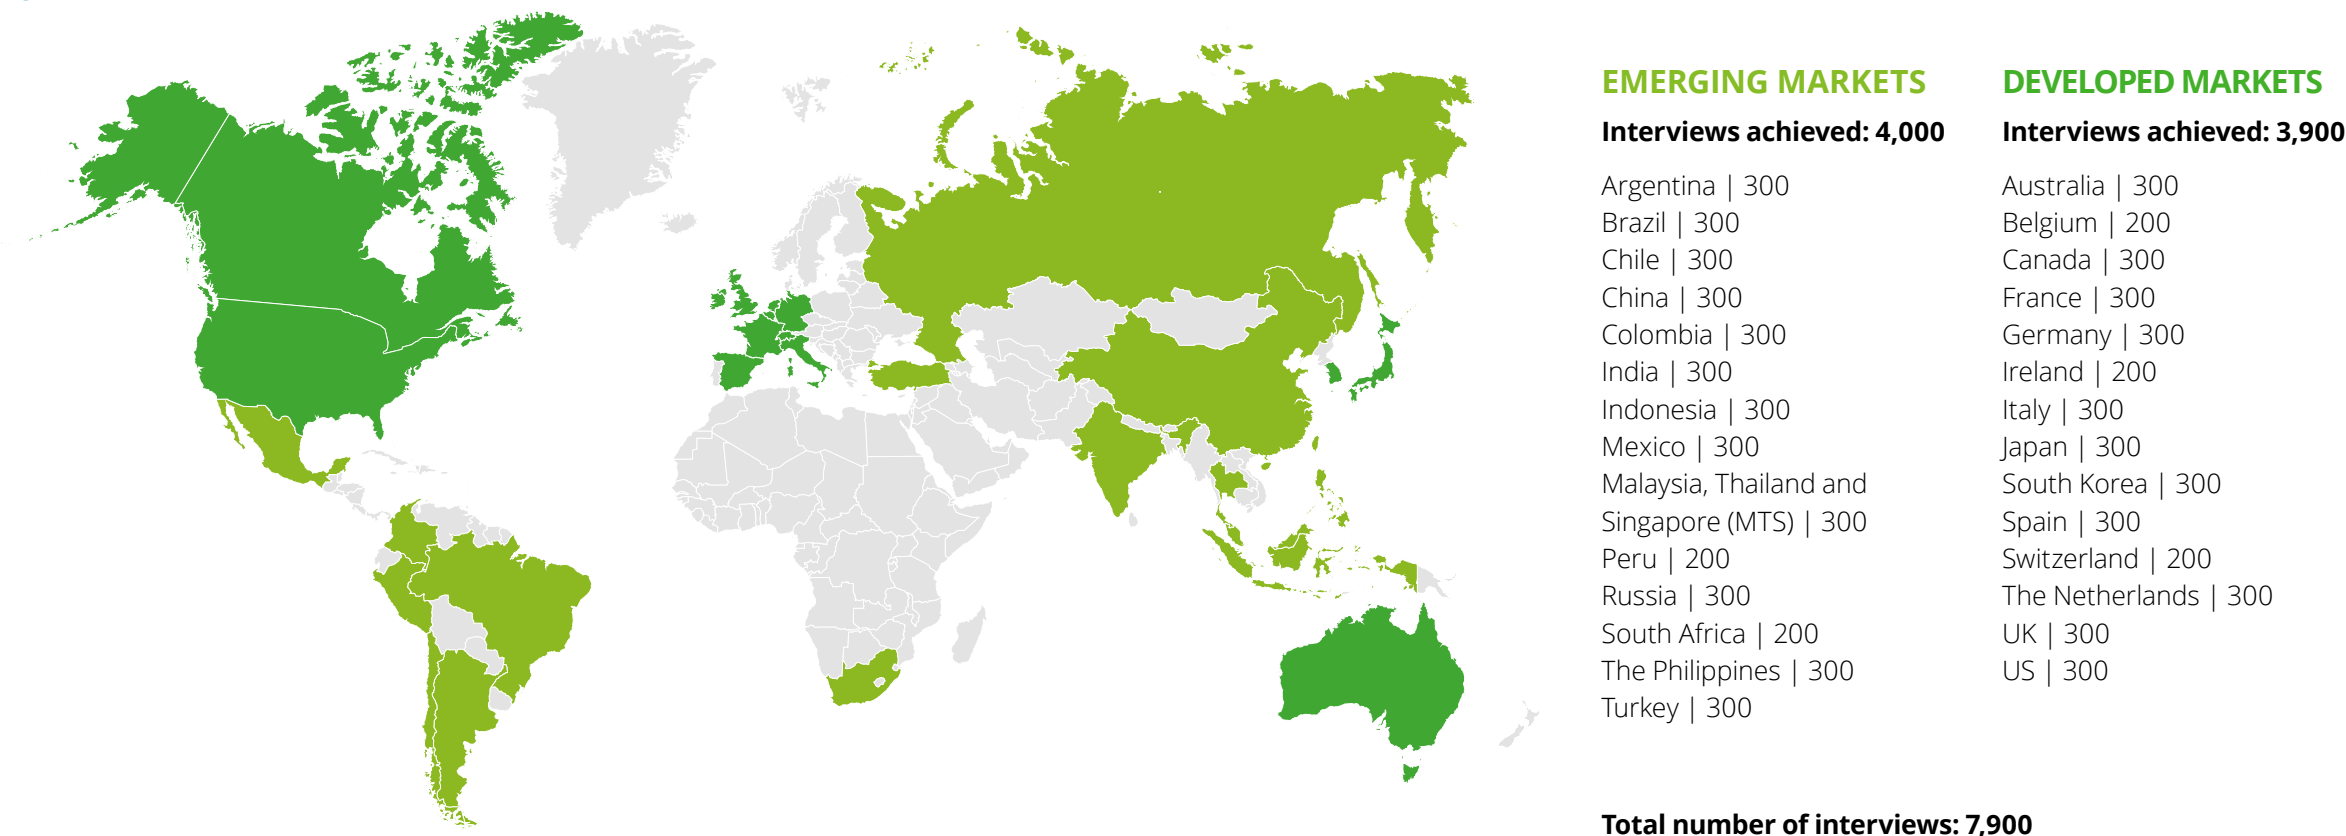 EMERGING MARKETS
Interviews achieved: 4,000
Argentina | 300
Brazil | 300
Chile | 300
China | 300
Colombia | 300
India | 300
Indonesia | 300
Mexico | 300
Malaysia, Thailand and
Singapore (MTS) | 300
Peru | 200
Russia | 300
South Africa | 200
The Philippines | 300
Turkey | 300
DEVELOPED MARKETS
Interviews achieved: 3,900
Australia | 300
Belgium | 200
Canada | 300
France | 300
Germany | 300
Ireland | 200
Italy | 300
Japan | 300
South Korea | 300
Spain | 300
Switzerland | 200
The Netherlands | 300
UK | 300
US | 300
Total number of interviews: 7,900